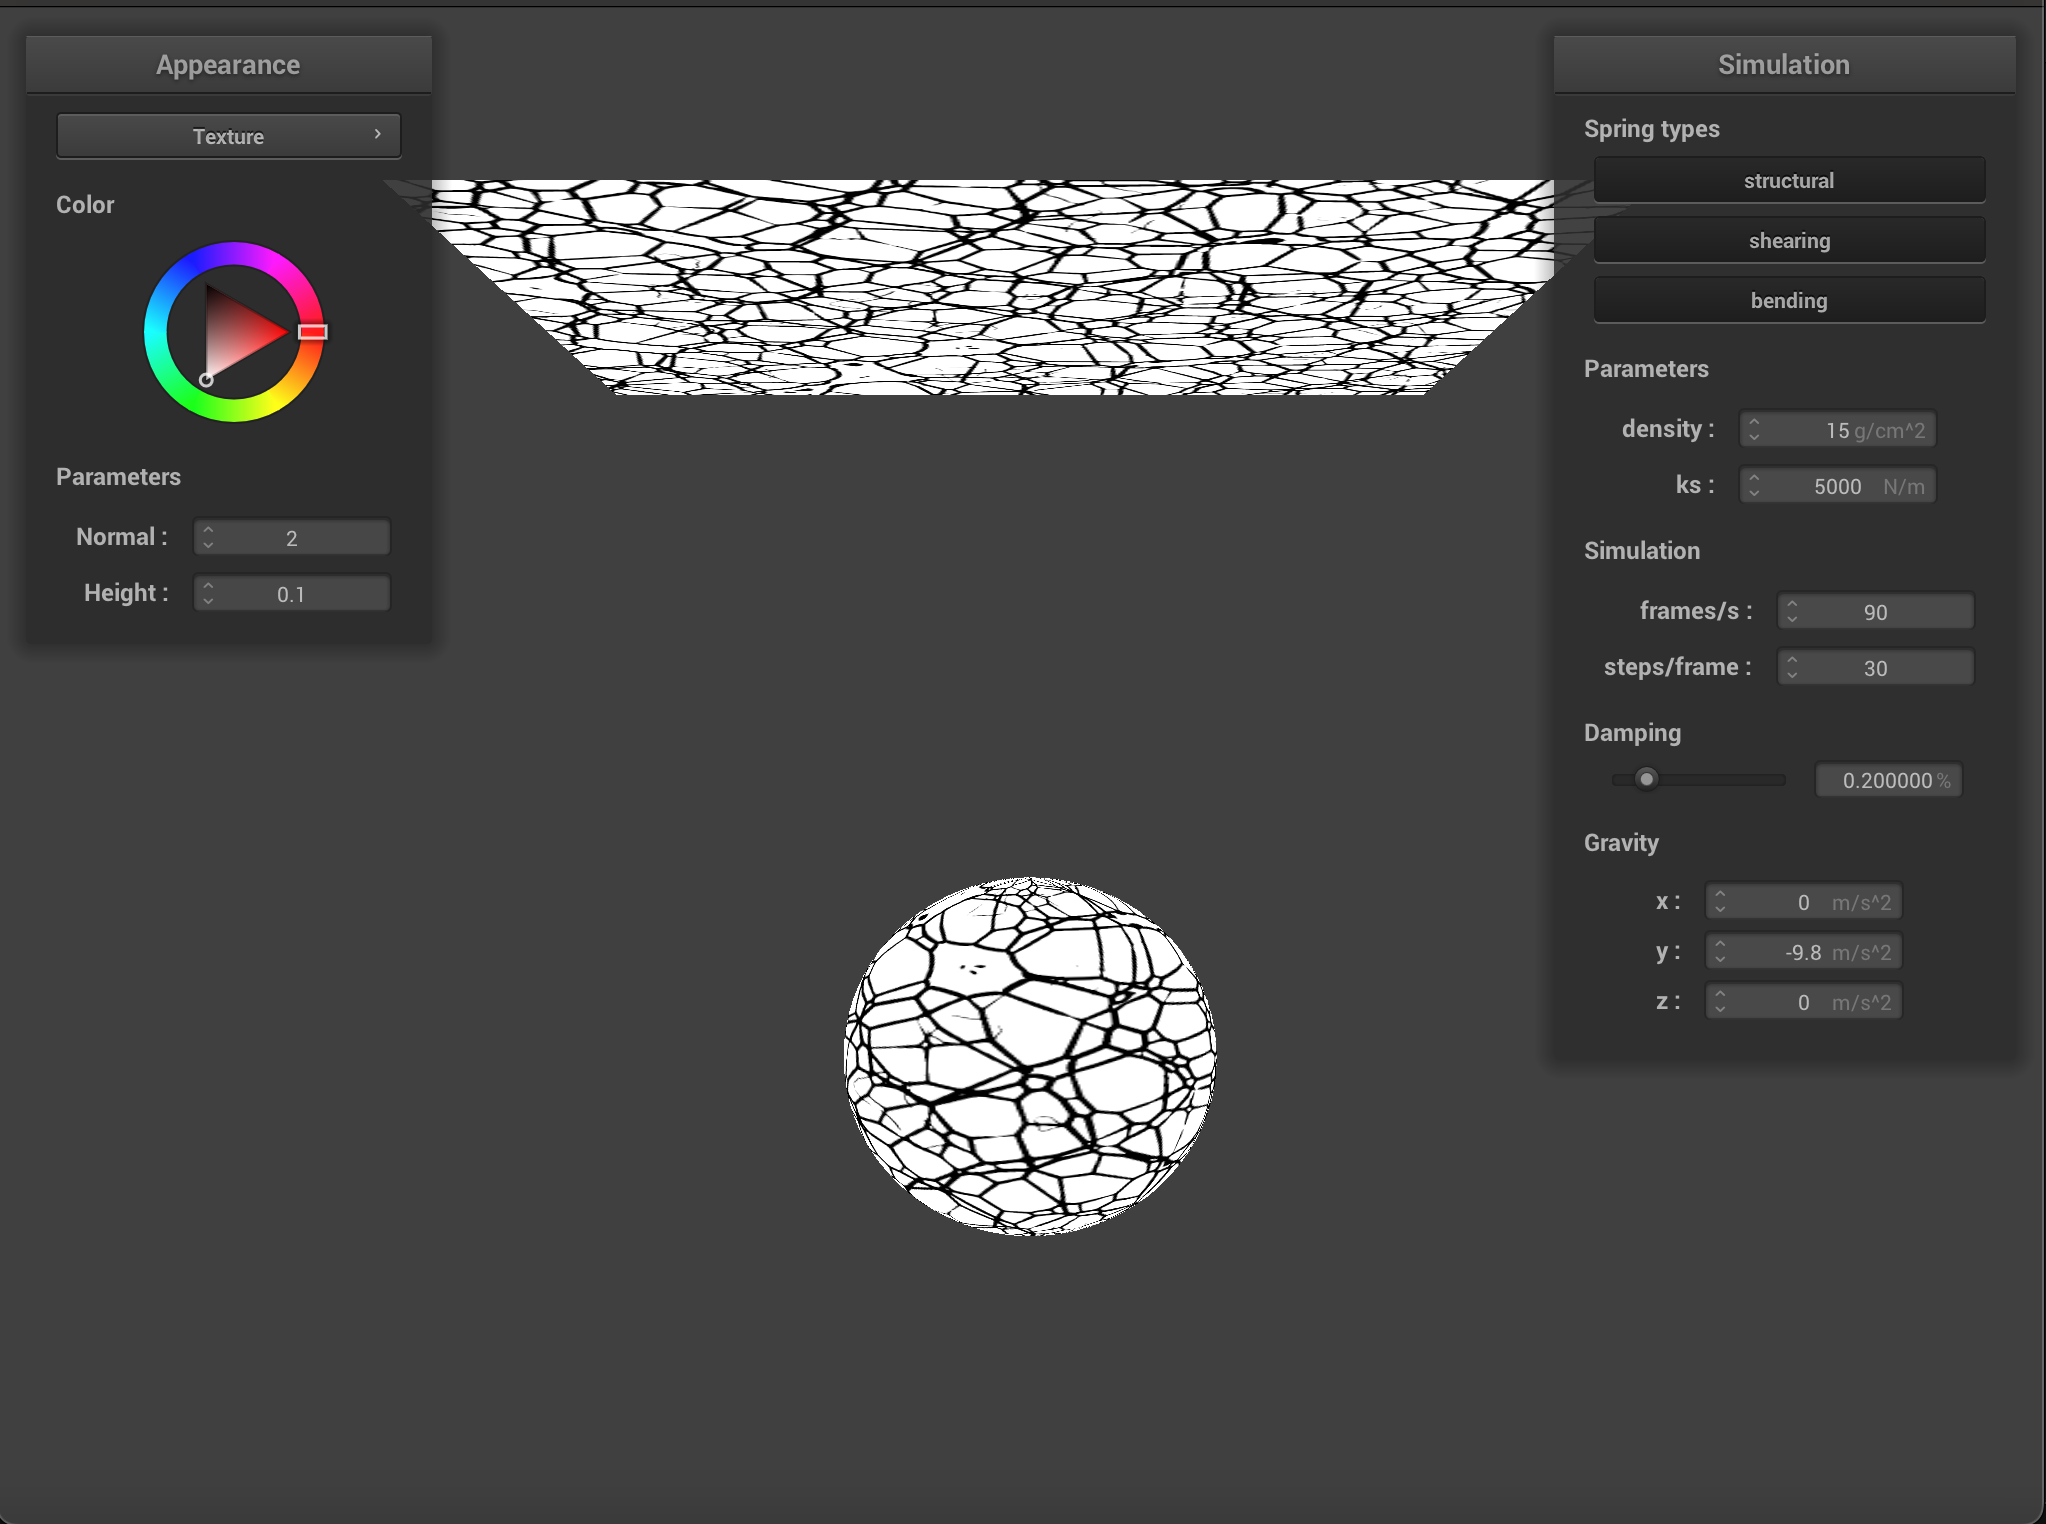 Appearance
Texture
Color
Parameters
Normal : 2
Height : 0.1
Simulation
Spring types
structural
shearing
bending
Parameters
density : 15 g/cm^2
ks : 5000 N/m
Simulation
frames/s : 90
steps/frame : 30
Damping
0.200000 %
Gravity
x : 0 m/s^2
y : -9.8 m/s^2
z : 0 m/s^2